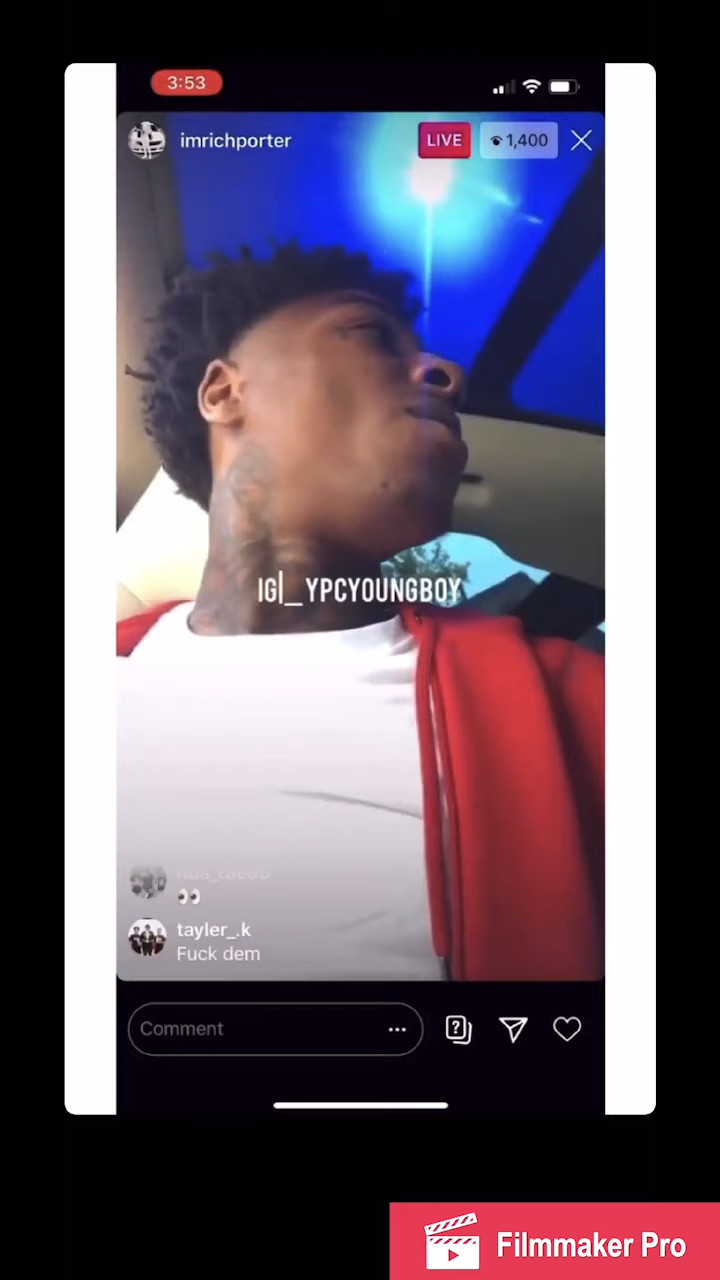 3:53
imrichporter
LIVE
1,400
IG|_YPCYOUNGBOY
tayler_.k
Fuck dem
Comment
?
Filmmaker Pro